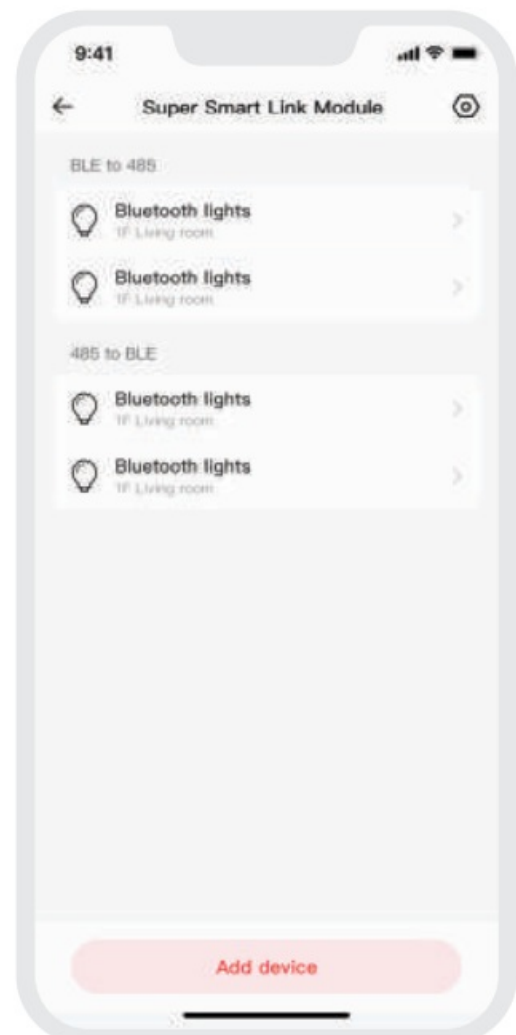 9:41
Super Smart Link Module
BLE to 485
Bluetooth lights
1F Living room
Bluetooth lights
1F Living room
485 to BLE
Bluetooth lights
1F Living room
Bluetooth lights
1F Living room
Add device